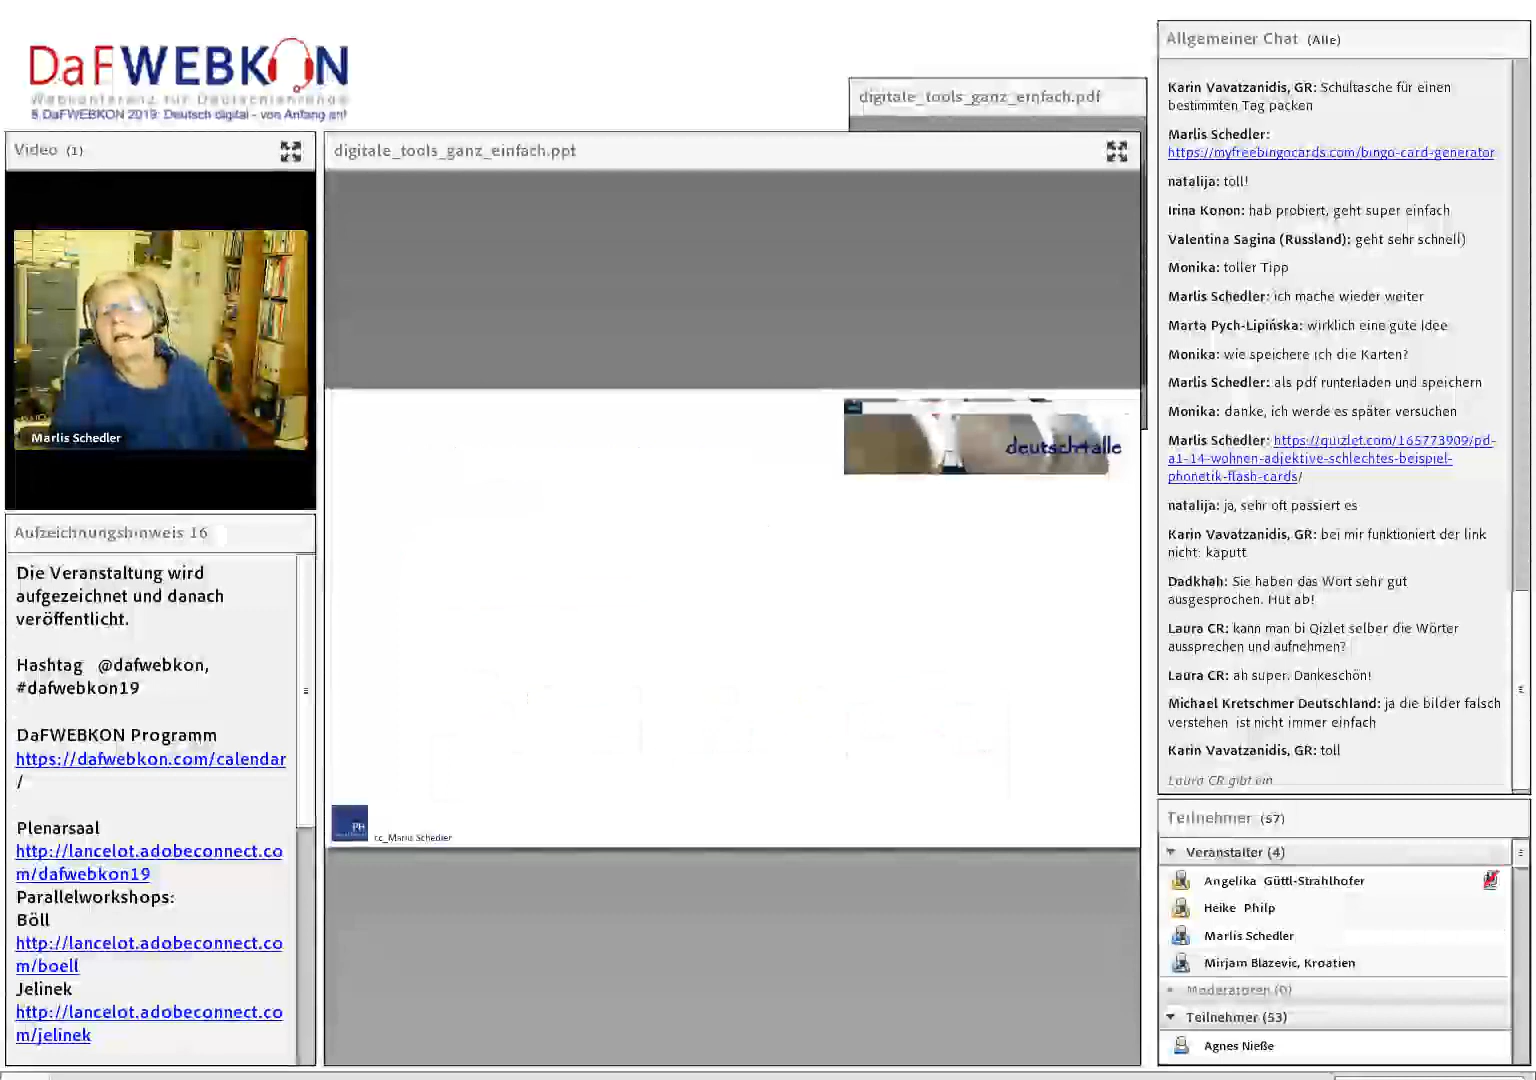 DaFWEBKON
Webkonferenz für Deutschlehrende
8.DaFWEBKON 2019: Deutsch digital - von Anfang an!
Video (1)
Marlis Schedler
Aufzeichnungshinweis 16
Die Veranstaltung wird
aufgezeichnet und danach
veröffentlicht.
Hashtag @dafwebkon,
#dafwebkon19
DaFWEBKON Programm
https://dafwebkon.com/calendar
/
Plenarsaal
http://lancelot.adobeconnect.co
m/dafwebkon19
Parallelworkshops:
Böll
http://lancelot.adobeconnect.co
m/boell
Jelinek
http://lancelot.adobeconnect.co
m/jelinek
digitale_tools_ganz_einfach.pdf
digitale_tools_ganz_einfach.ppt
PH
cc_Marlis Schedler
Allgemeiner Chat (Alle)
Karin Vavatzanidis, GR: Schultasche für einen
bestimmten Tag packen
Marlis Schedler:
https://myfreebingocards.com/bingo-card-generator
natalija: toll!
Irina Konon: hab probiert, geht super einfach
Valentina Sagina (Russland): geht sehr schnell)
Monika: toller Tipp
Marlis Schedler: ich mache wieder weiter
Marta Pych-Lipińska: wirklich eine gute Idee
Monika: wie speichere ich die Karten?
Marlis Schedler: als pdf runterladen und speichern
Monika: danke, ich werde es später versuchen
Marlis Schedler: https://quizlet.com/165773909/pd-
a1-14-wohnen-adjektive-schlechtes-beispiel-
phonetik-flash-cards/
natalija: ja, sehr oft passiert es
Karin Vavatzanidis, GR: bei mir funktioniert der link
nicht: kaputt
Dadkhah: Sie haben das Wort sehr gut
ausgesprochen. Hut ab!
Laura CR: kann man bi Qizlet selber die Wörter
aussprechen und aufnehmen?
Laura CR: ah super. Dankeschön!
Michael Kretschmer Deutschland: ja die bilder falsch
verstehen ist nicht immer einfach
Karin Vavatzanidis, GR: toll
Laura CR gibt ein
Teilnehmer (57)
Veranstalter (4)
Angelika Güttl-Strahlhofer
Heike Philp
Marlis Schedler
Mirjam Blazevic, Kroatien
Moderatoren (0)
Teilnehmer (53)
Agnes Nieße